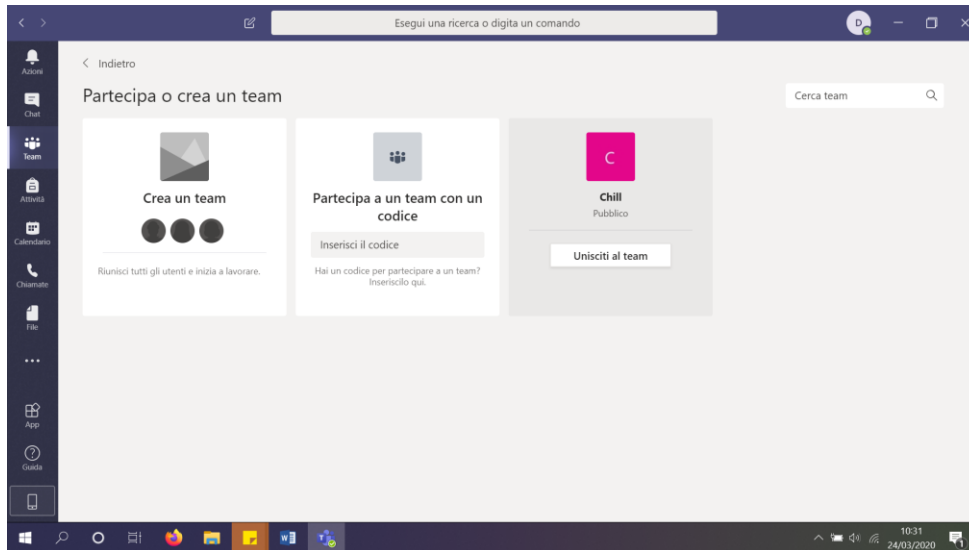 Esegui una ricerca o digita un comando
D
Azioni
Chat
Team
Attività
Calendario
Chiamate
File
App
Guida
Indietro
Partecipa o crea un team
Cerca team
Crea un team
Riunisci tutti gli utenti e inizia a lavorare.
Partecipa a un team con un
codice
Inserisci il codice
Hai un codice per partecipare a un team?
Inseriscilo qui.
C
Chill
Pubblico
Unisciti al team
10:31
24/03/2020